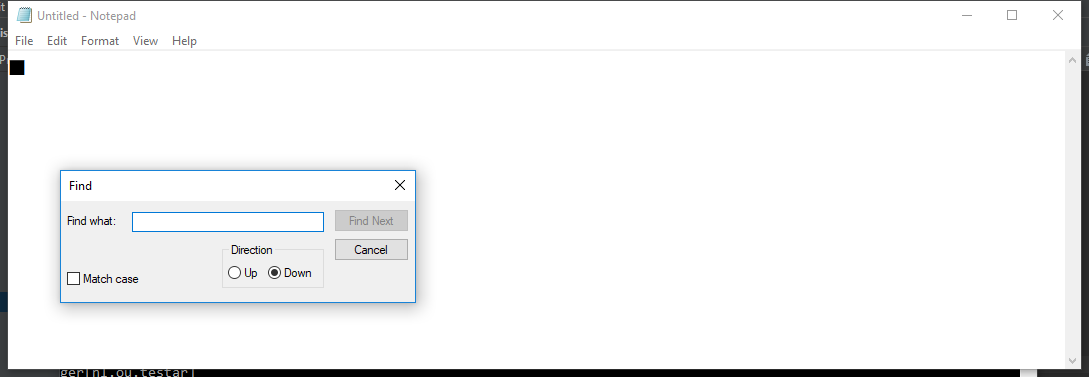 Untitled - Notepad
File Edit Format View Help
Find
Find what:
Find Next
Direction
Cancel
Up Down
Match case
ger[nl.ou.testar]